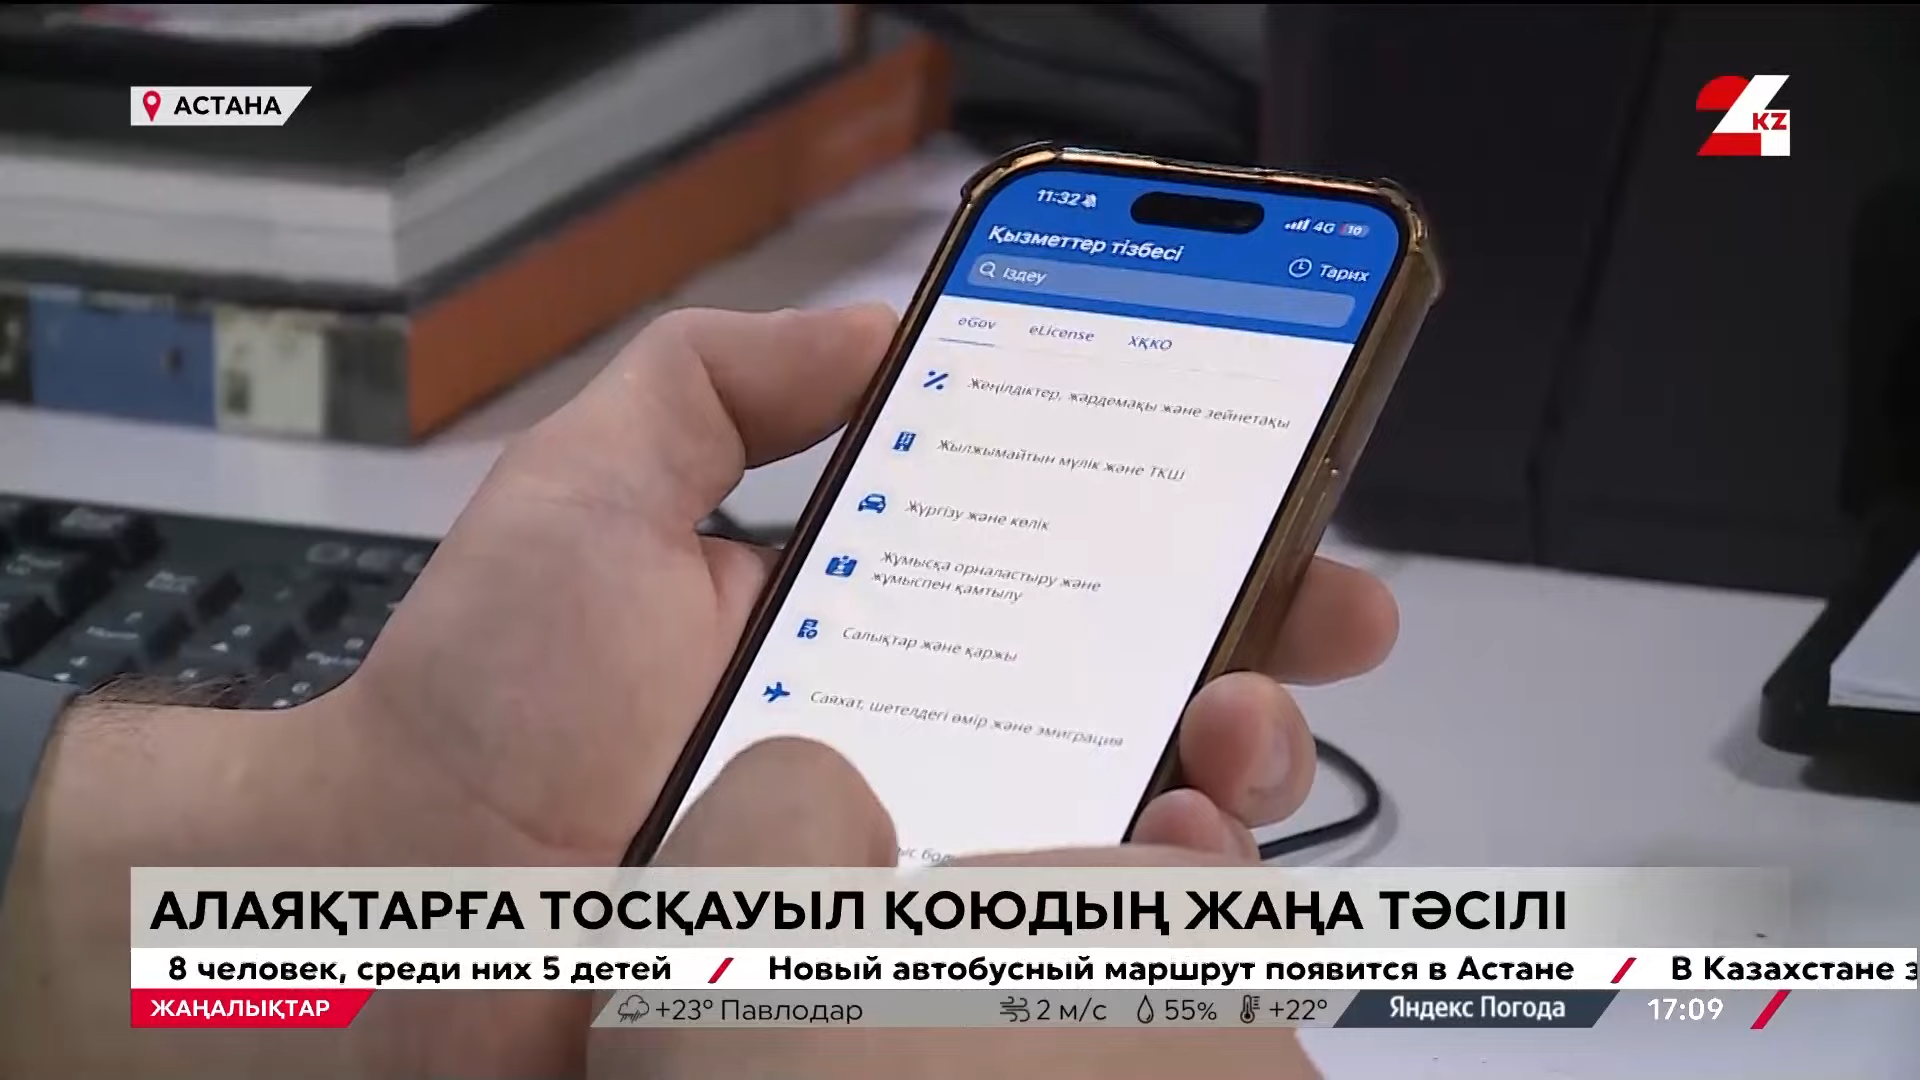 АСТАНА
24 KZ
11:32
4G 10
Қызметтер тізбесі
Тарих
Іздеу
eGov eLicense ХҚКО
Жеңілдіктер, жәрдемақы және зейнетақы
Жылжымайтын мүлік және ТКШ
Жүргізу және көлік
Жұмысқа орналастыру және
жұмыспен қамтылу
Салықтар және қаржы
Саяхат, шетелдегі өмір және эмиграция
АЛАЯҚТАРҒА ТОСҚАУЫЛ ҚОЮДЫҢ ЖАҢА ТӘСІЛІ
8 человек, среди них 5 детей / Новый автобусный маршрут появится в Астане / В Казахстане
ЖАҢАЛЫҚТАР +23° Павлодар 2 м/с 55% +22° Яндекс Погода 17:09